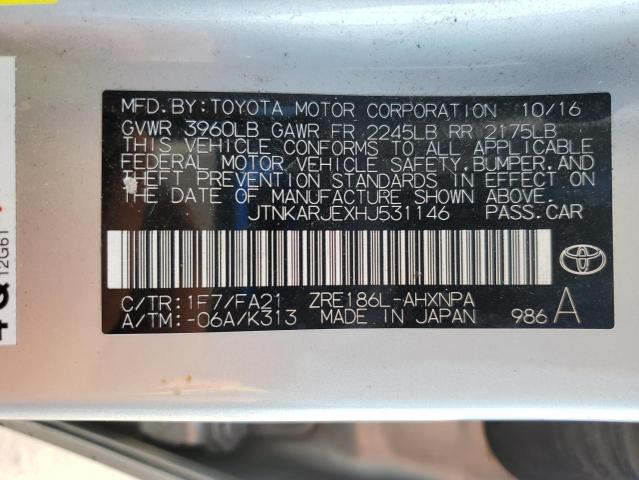 MFD. BY: TOYOTA MOTOR CORPORATION 10/16
GVWR 3960LB GAWR FR 2245LB RR 2175LB
THIS VEHICLE CONFORMS TO ALL APPLICABLE
FEDERAL MOTOR VEHICLE SAFETY, BUMPER, AND
THEFT PREVENTION STANDARDS IN EFFECT ON
THE DATE OF MANUFACTURE SHOWN ABOVE.
JTNKARJEXHJ531146 PASS.CAR
C/TR: 1F7/FA21 ZRE186L-AHXNPA
A/TM: -06A/K313 MADE IN JAPAN 986 A
12G61